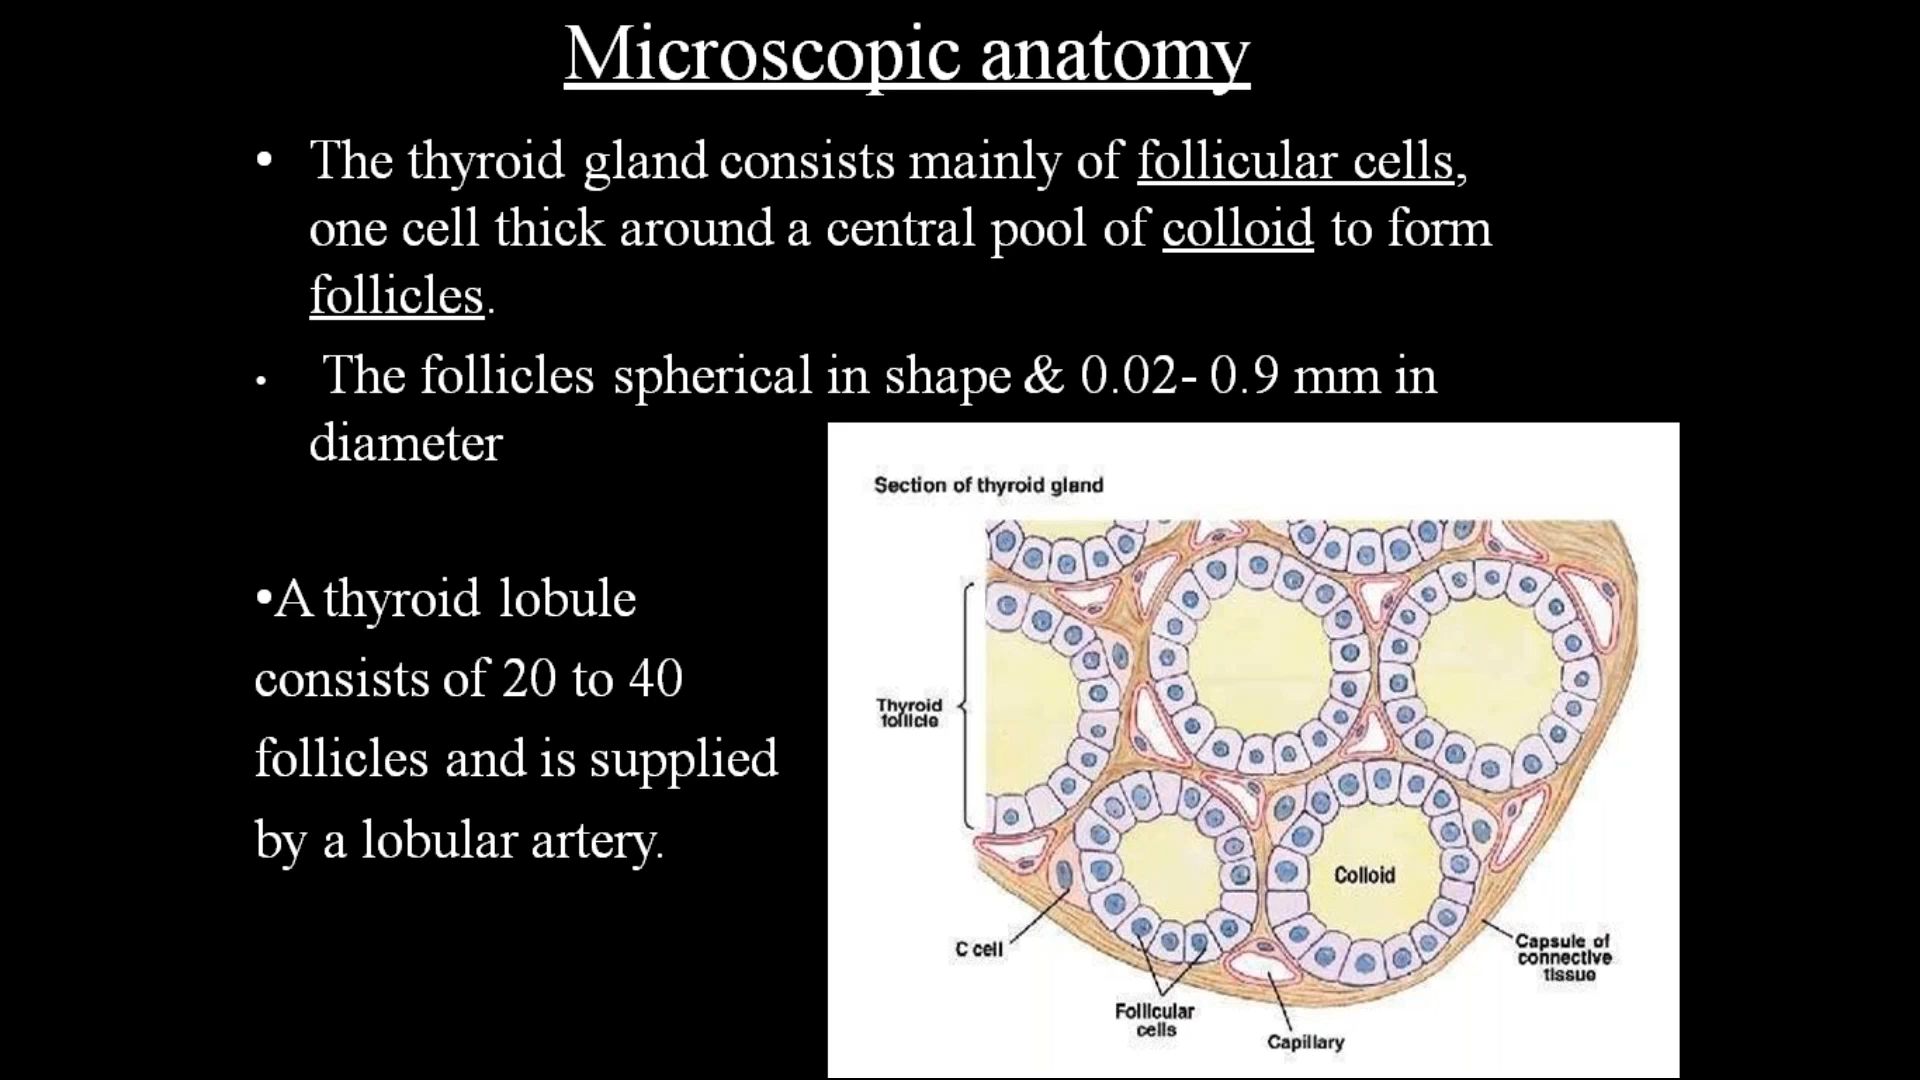 Microscopic anatomy
• The thyroid gland consists mainly of follicular cells,
one cell thick around a central pool of colloid to form
follicles.
• The follicles spherical in shape & 0.02- 0.9 mm in
diameter
•A thyroid lobule
consists of 20 to 40
follicles and is supplied
by a lobular artery.
Section of thyroid gland
Thyroid
follicle
Colloid
C cell
Capsule of
connective
tissue
Follicular
cells
Capillary